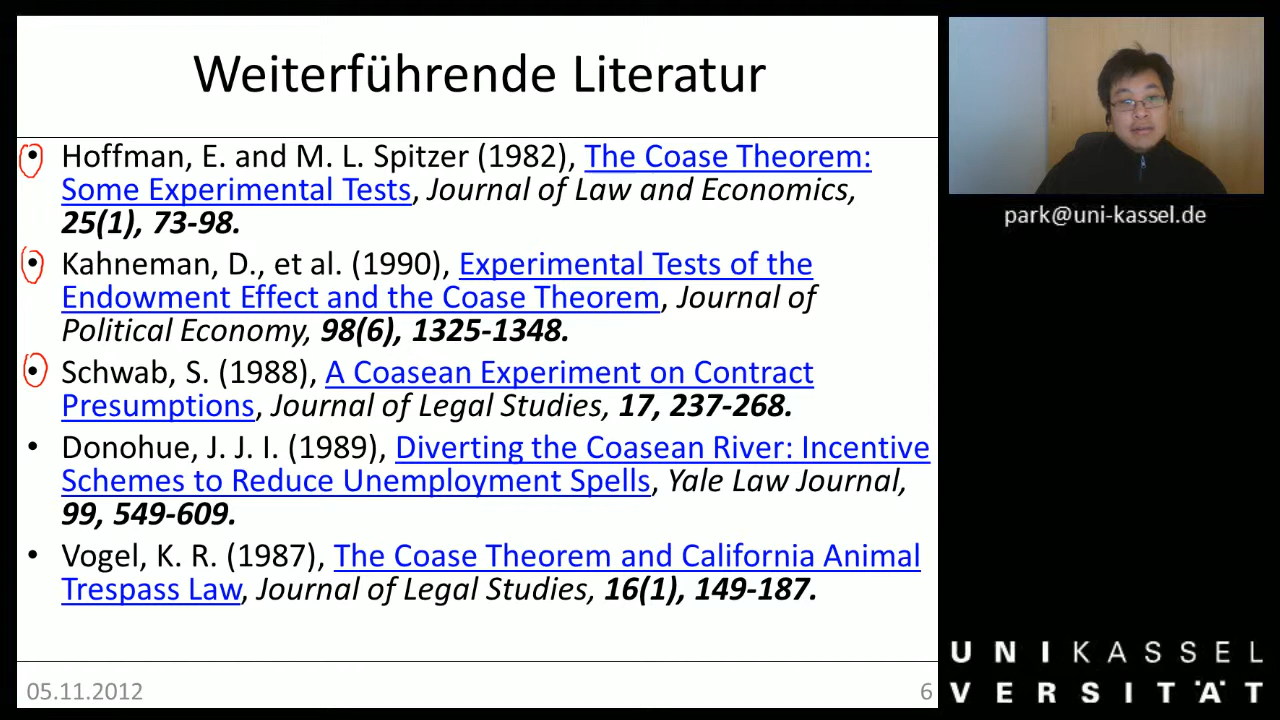 Weiterführende Literatur
• Hoffman, E. and M. L. Spitzer (1982), The Coase Theorem:
Some Experimental Tests, Journal of Law and Economics,
25(1), 73-98.
• Kahneman, D., et al. (1990), Experimental Tests of the
Endowment Effect and the Coase Theorem, Journal of
Political Economy, 98(6), 1325-1348.
• Schwab, S. (1988), A Coasean Experiment on Contract
Presumptions, Journal of Legal Studies, 17, 237-268.
• Donohue, J. J. I. (1989), Diverting the Coasean River: Incentive
Schemes to Reduce Unemployment Spells, Yale Law Journal,
99, 549-609.
• Vogel, K. R. (1987), The Coase Theorem and California Animal
Trespass Law, Journal of Legal Studies, 16(1), 149-187.
05.11.2012
6
park@uni-kassel.de
UNIKASSEL
VERSITÄT